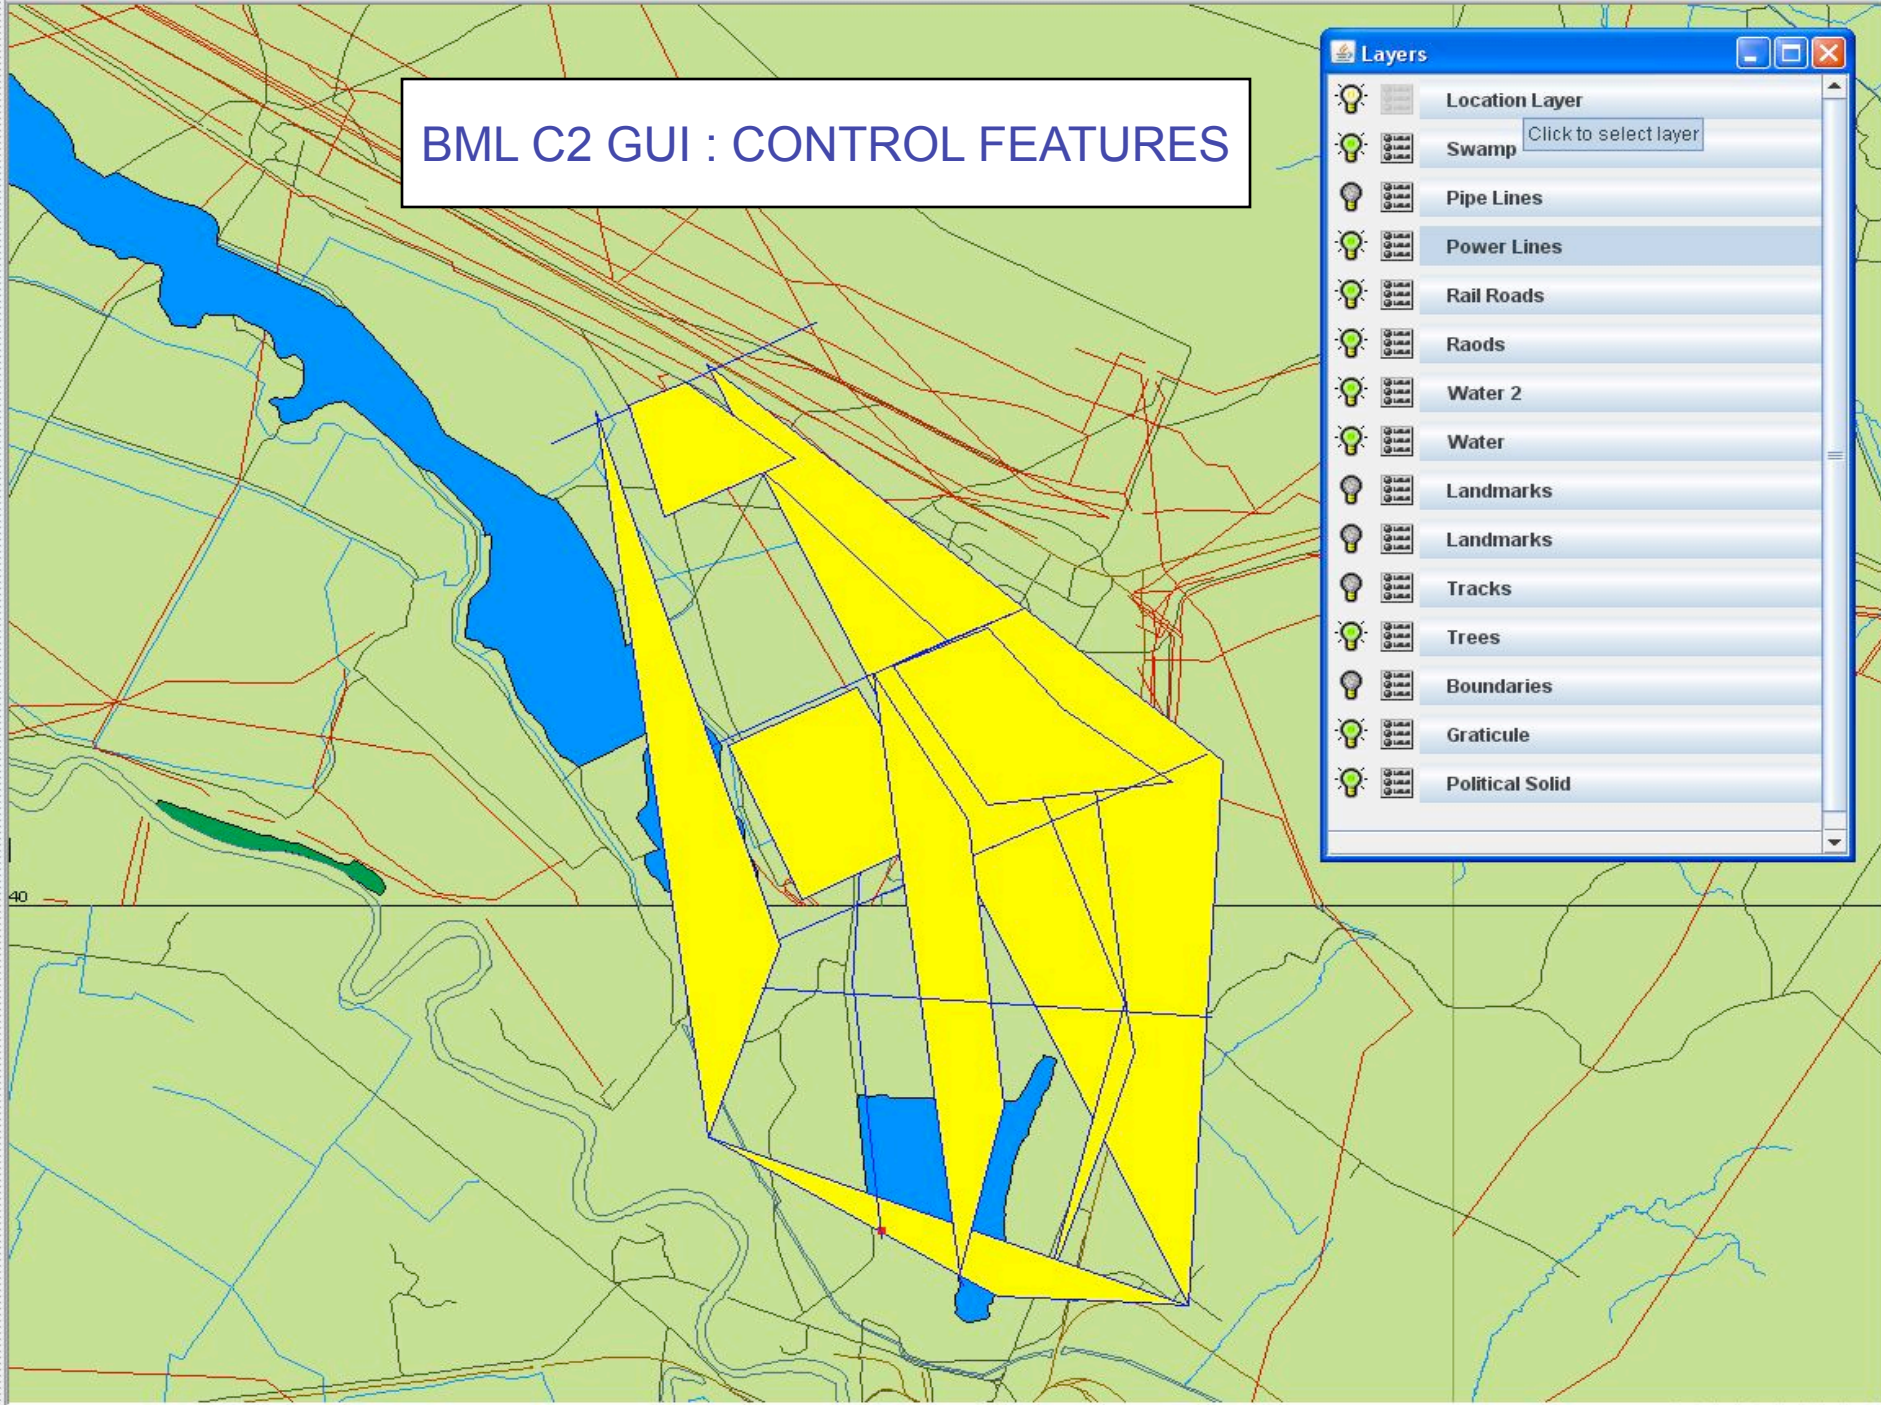 BML C2 GUI : CONTROL FEATURES
Layers
Location Layer
Click to select layer
Swamp
Pipe Lines
Power Lines
Rail Roads
Raods
Water 2
Water
Landmarks
Landmarks
Tracks
Trees
Boundaries
Graticule
Political Solid
40